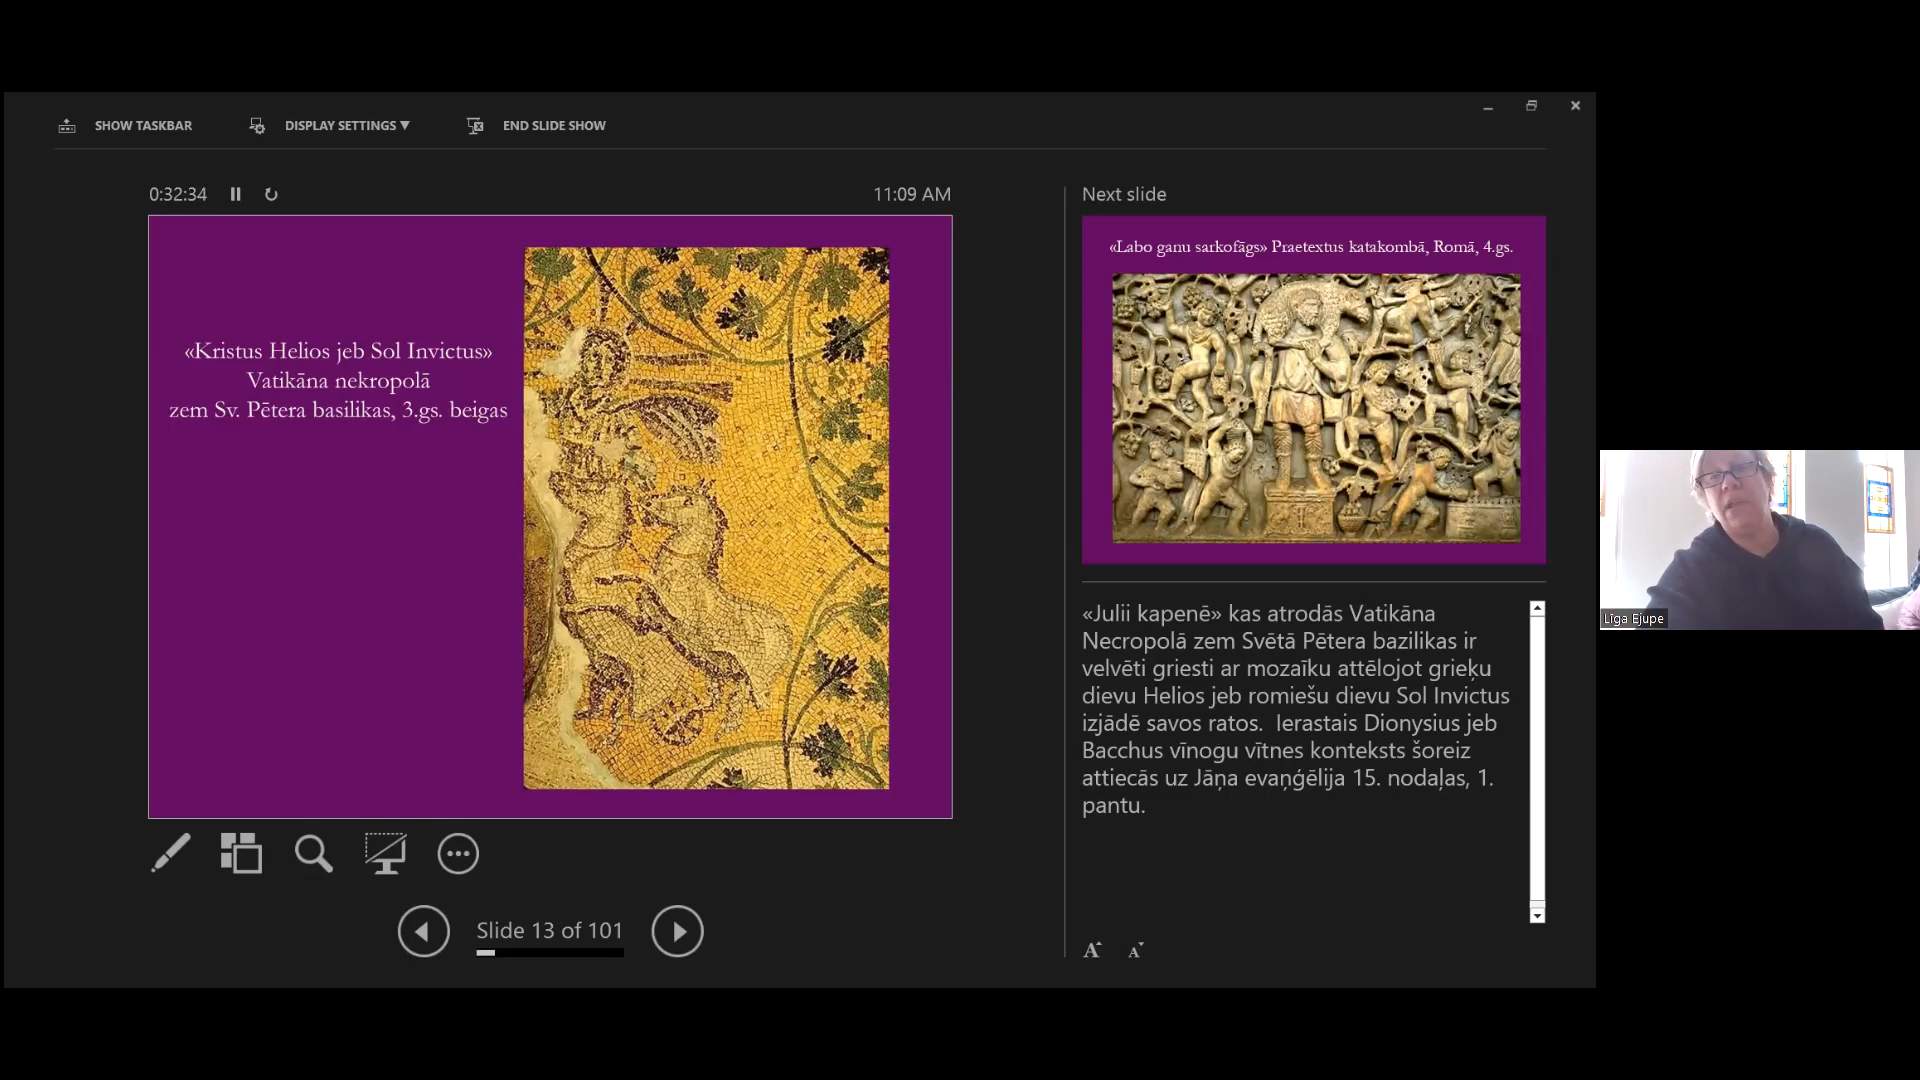 SHOW TASKBAR
DISPLAY SETTINGS ▼
END SLIDE SHOW
0:32:34
11:09 AM
«Kristus Helios jeb Sol Invictus»
Vatikāna nekropolā
zem Sv. Pētera basilikas, 3.gs. beigas
Slide 13 of 101
Next slide
«Labo ganu sarkofāgs» Praetextus katakombā, Romā, 4.gs.
«Julii kapenē» kas atrodās Vatikāna
Necropolā zem Svētā Pētera bazilikas ir
velvēti griesti ar mozaīku attēlojot grieķu
dievu Helios jeb romiešu dievu Sol Invictus
izjādē savos ratos.  Ierastais Dionysius jeb
Bacchus vīnogu vītnes konteksts šoreiz
attiecās uz Jāņa evaņģēlija 15. nodaļas, 1.
pantu.
A A
Līga Ejupe